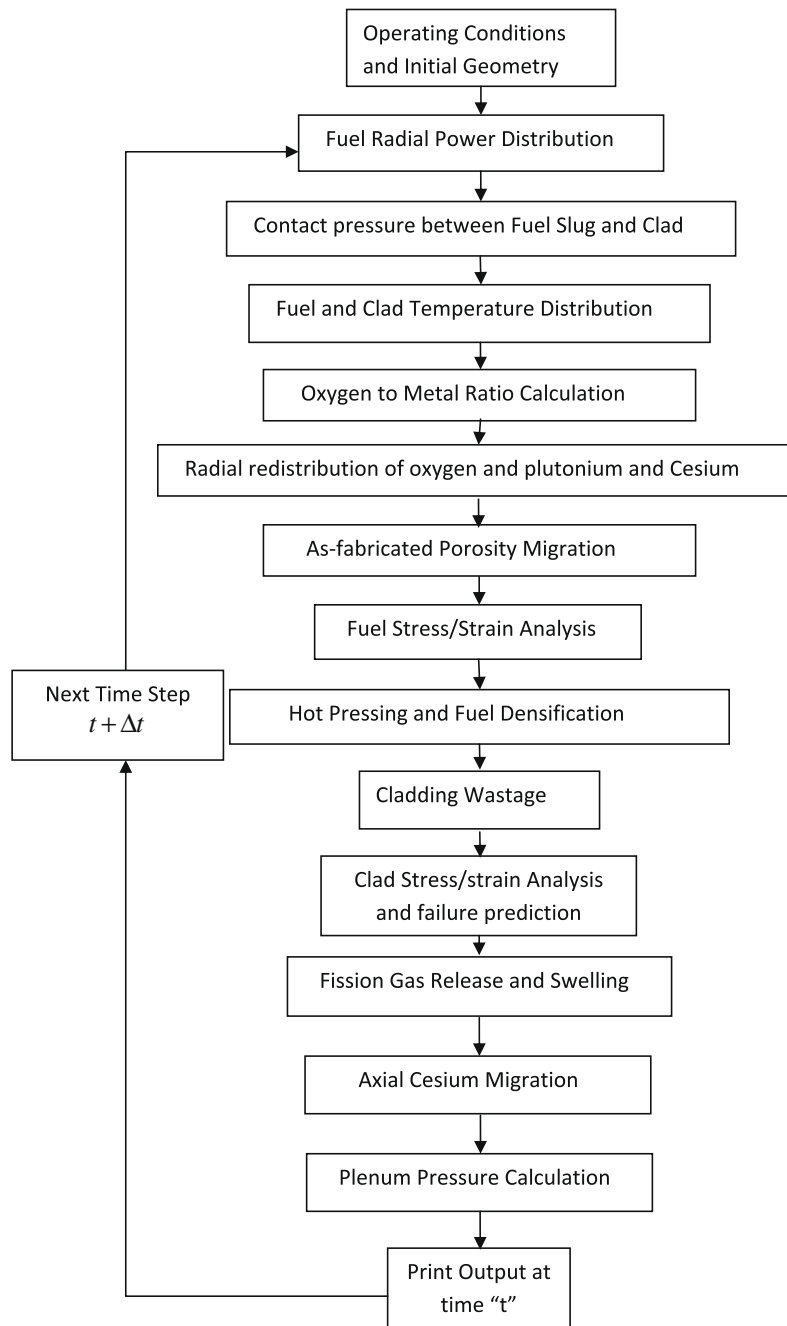 Operating Conditions
and Initial Geometry
Fuel Radial Power Distribution
Contact pressure between Fuel Slug and Clad
Fuel and Clad Temperature Distribution
Oxygen to Metal Ratio Calculation
Radial redistribution of oxygen and plutonium and Cesium
As-fabricated Porosity Migration
Fuel Stress/Strain Analysis
Next Time Step
t + Δt
Hot Pressing and Fuel Densification
Cladding Wastage
Clad Stress/strain Analysis
and failure prediction
Fission Gas Release and Swelling
Axial Cesium Migration
Plenum Pressure Calculation
Print Output at
time “t”